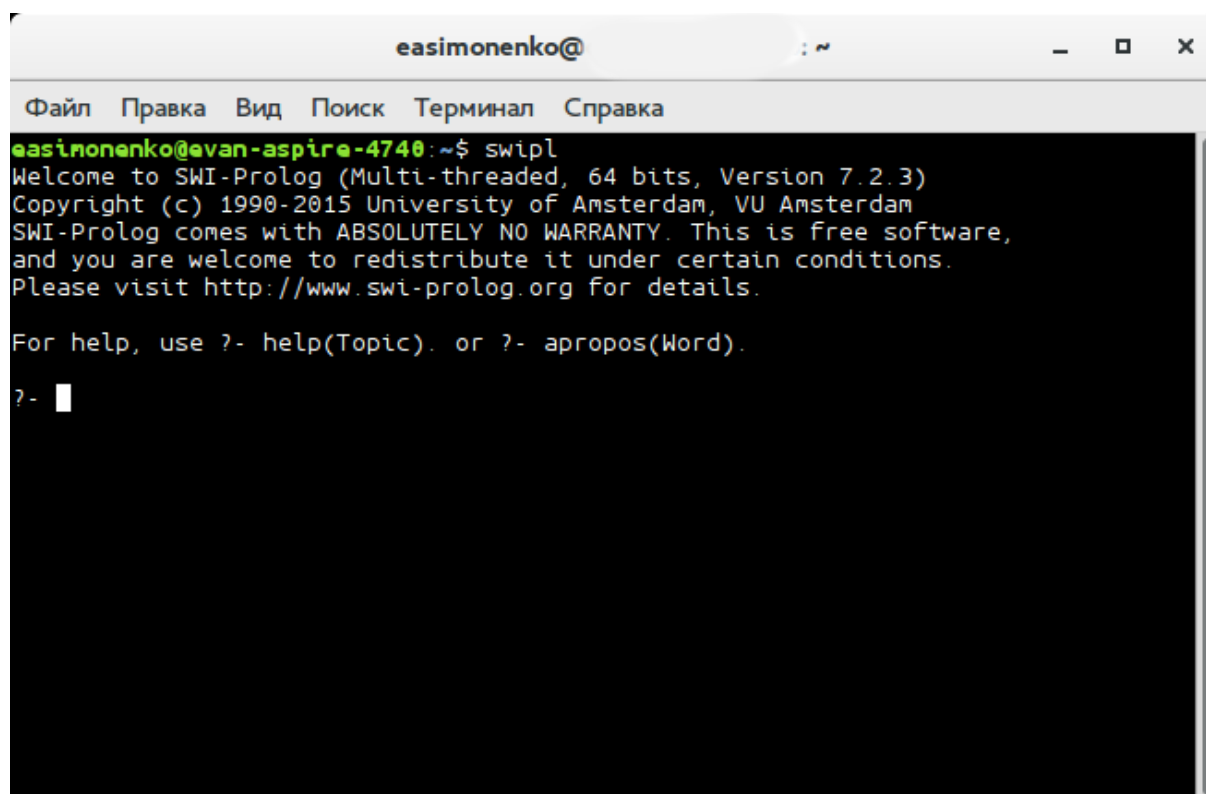 easimonenko@ : ~
Файл Правка Вид Поиск Терминал Справка
easimonenko@evan-aspire-4740:~$ swipl
Welcome to SWI-Prolog (Multi-threaded, 64 bits, Version 7.2.3)
Copyright (c) 1990-2015 University of Amsterdam, VU Amsterdam
SWI-Prolog comes with ABSOLUTELY NO WARRANTY. This is free software,
and you are welcome to redistribute it under certain conditions.
Please visit http://www.swi-prolog.org for details.
For help, use ?- help(Topic). or ?- apropos(Word).
?-